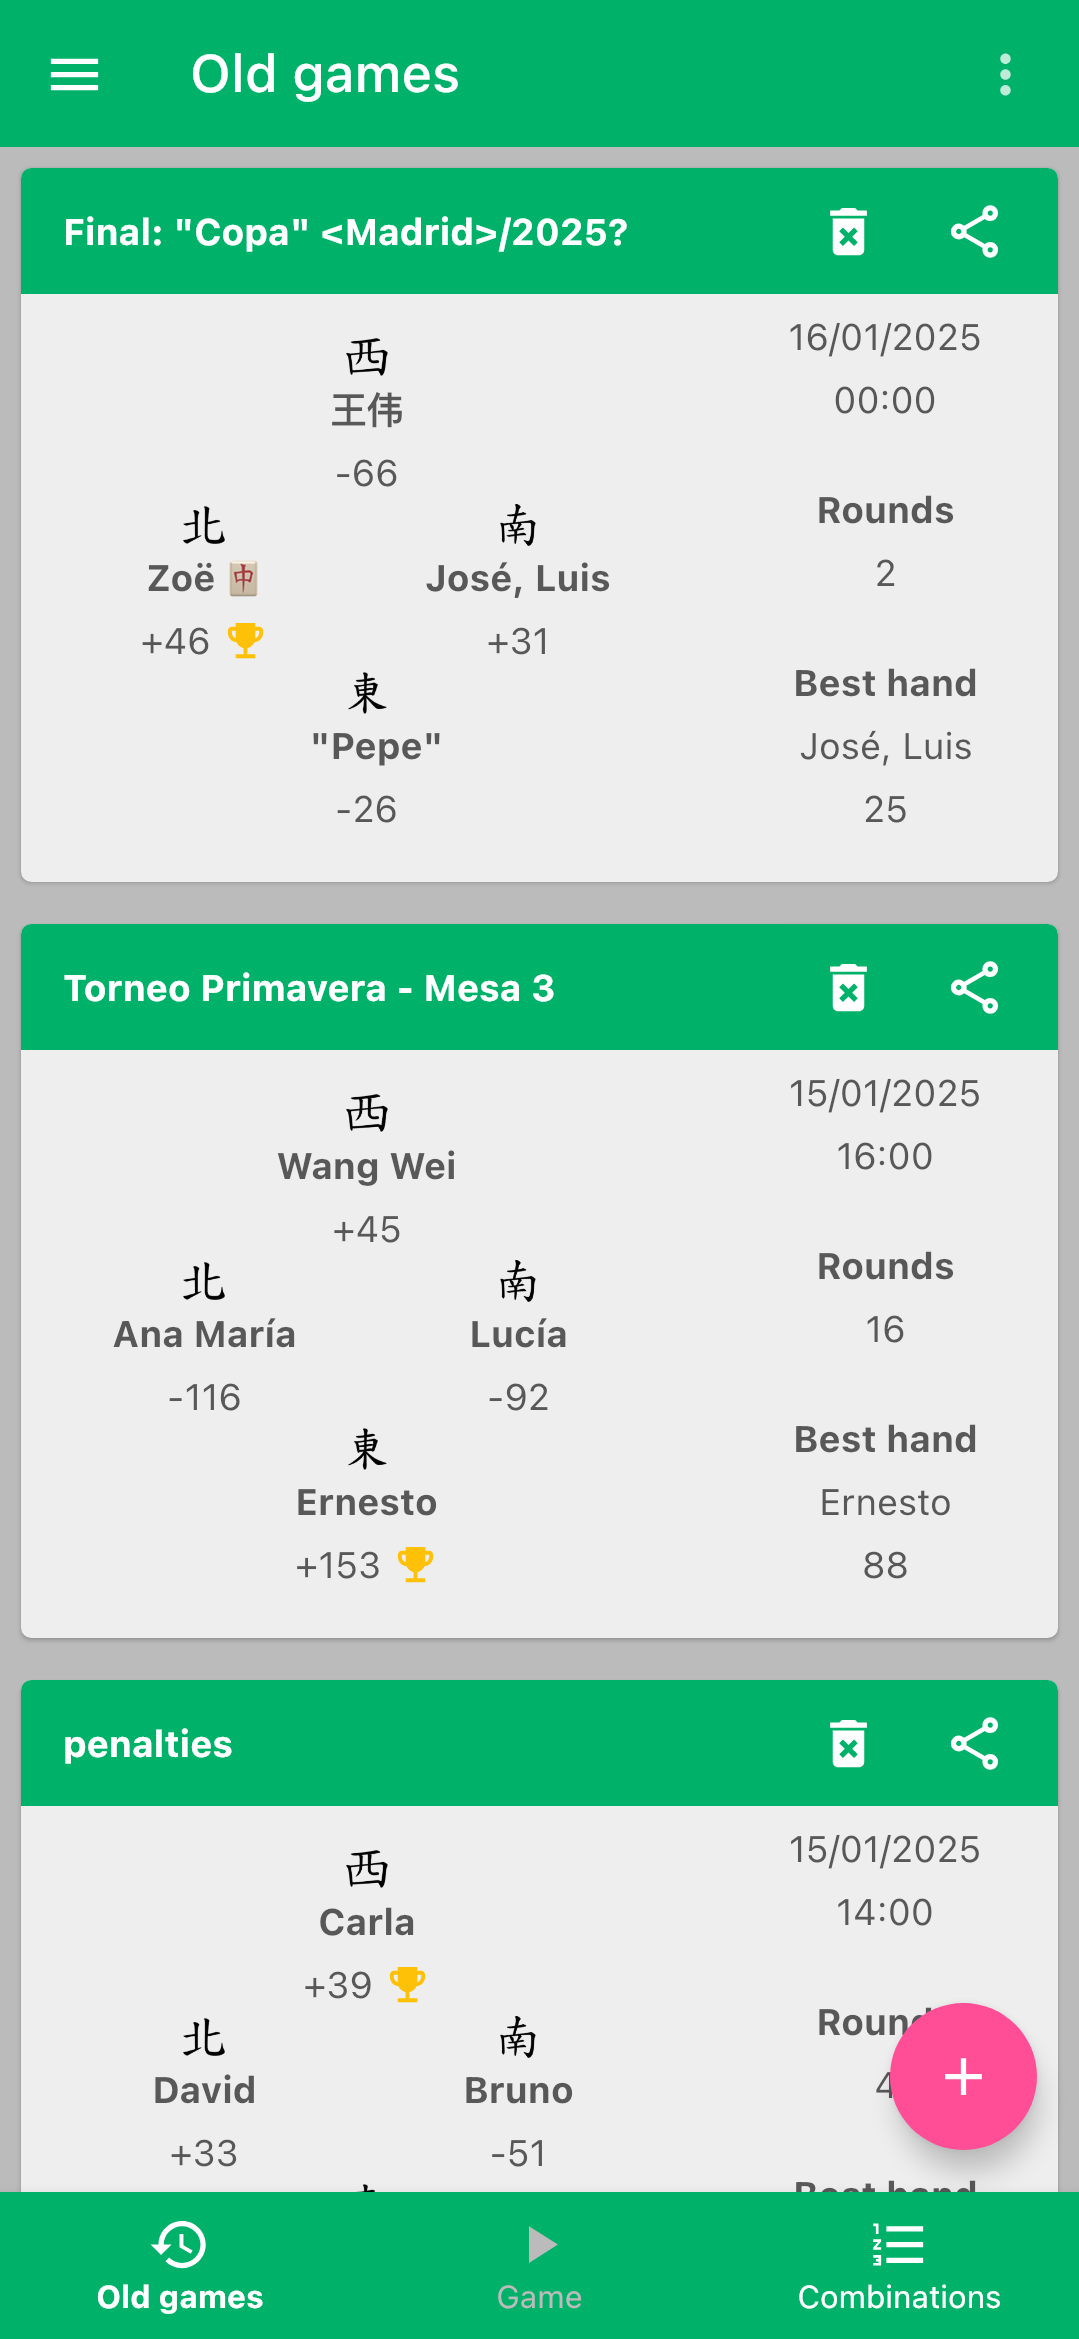 Old games
Final: "Copa" <Madrid>/2025?
西
王伟
-66
北
Zoë 🀄
+46
南
José, Luis
+31
東
"Pepe"
-26
16/01/2025
00:00
Rounds
2
Best hand
José, Luis
25
Torneo Primavera - Mesa 3
西
Wang Wei
+45
北
Ana María
-116
南
Lucía
-92
東
Ernesto
+153
15/01/2025
16:00
Rounds
16
Best hand
Ernesto
88
penalties
西
Carla
+39
北
David
+33
南
Bruno
-51
15/01/2025
14:00
Best hand
+
Old games
Game
Combinations